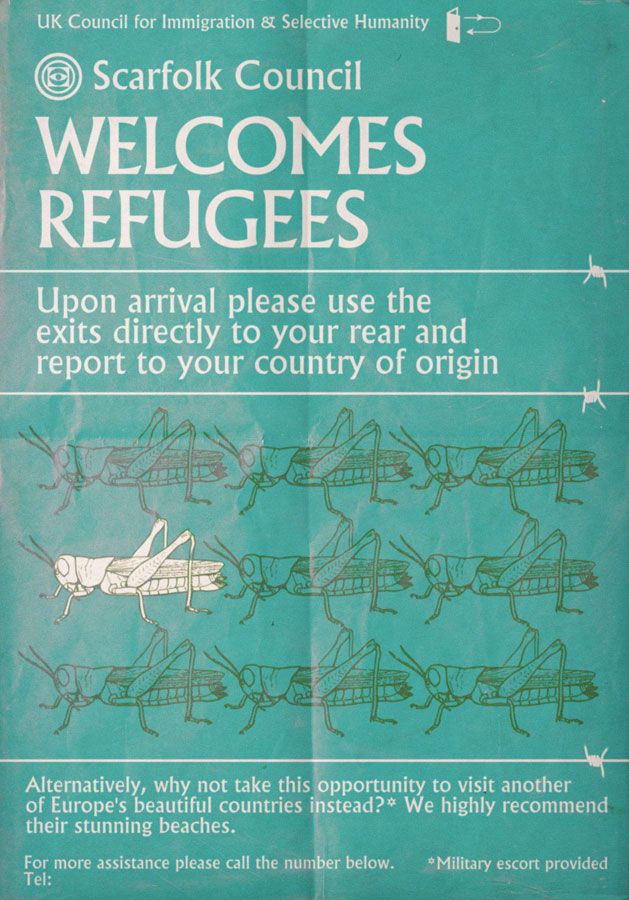 UK Council for Immigration & Selective Humanity
Scarfolk Council
WELCOMES
REFUGEES
Upon arrival please use the
exits directly to your rear and
report to your country of origin
Alternatively, why not take this opportunity to visit another
of Europe's beautiful countries instead?* We highly recommend
their stunning beaches.
For more assistance please call the number below. *Military escort provided
Tel: